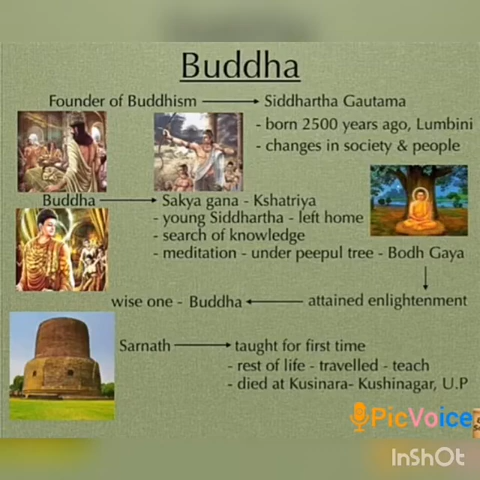 Buddha
Founder of Buddhism → Siddhartha Gautama
- born 2500 years ago, Lumbini
- changes in society & people
Buddha → Sakya gana - Kshatriya
- young Siddhartha - left home
- search of knowledge
- meditation - under peepul tree - Bodh Gaya
wise one - Buddha ← attained enlightenment
Sarnath → taught for first time
- rest of life - travelled - teach
- died at Kusinara- Kushinagar, U.P
PicVoice
InShOt